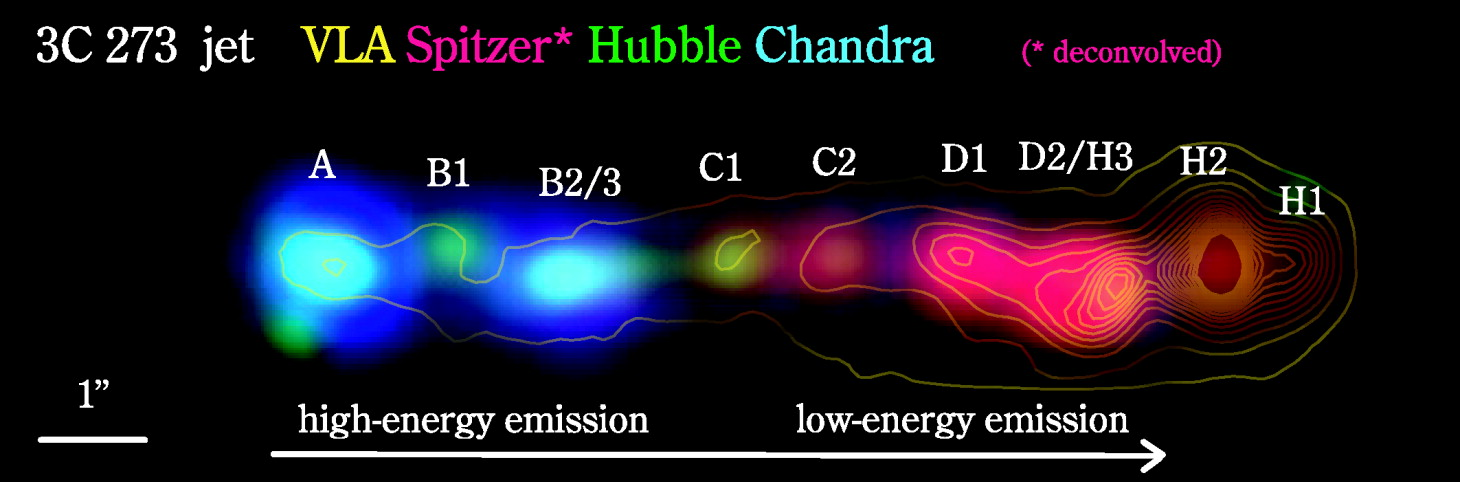 3C 273 jet VLA Spitzer* Hubble Chandra (* deconvolved)
A B1 B2/3 C1 C2 D1 D2/H3 H2 H1
1”
high-energy emission low-energy emission